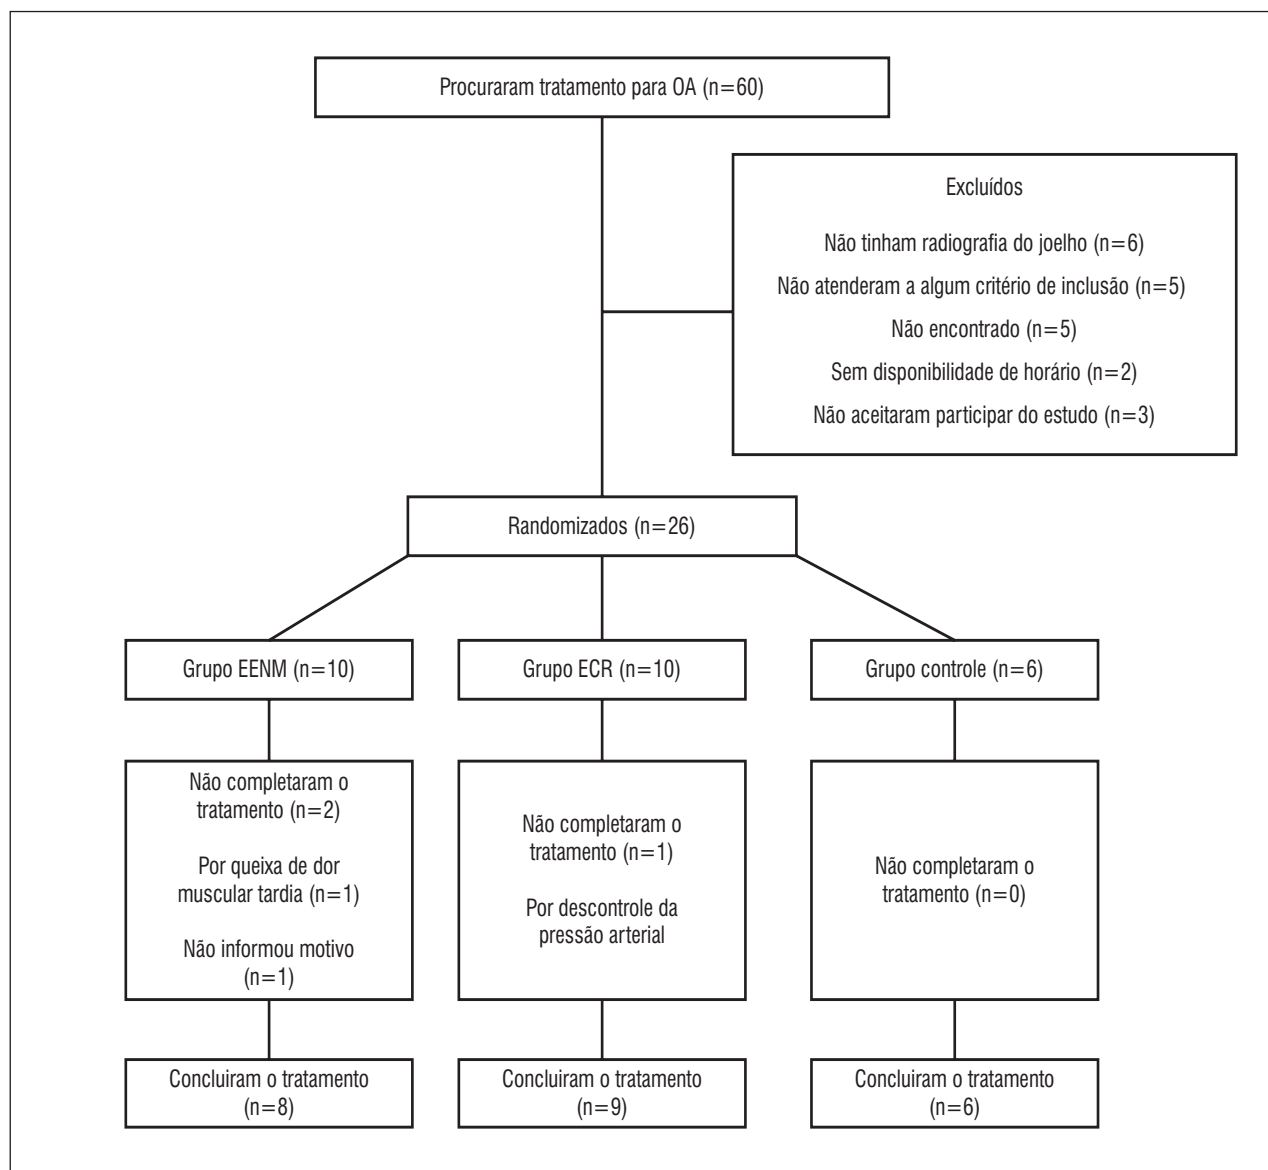 Procuraram tratamento para OA (n=60)
Excluídos
Não tinham radiografia do joelho (n=6)
Não atenderam a algum critério de inclusão (n=5)
Não encontrado (n=5)
Sem disponibilidade de horário (n=2)
Não aceitaram participar do estudo (n=3)
Randomizados (n=26)
Grupo EENM (n=10)
Grupo ECR (n=10)
Grupo controle (n=6)
Não completaram o
tratamento (n=2)
Por queixa de dor
muscular tardia (n=1)
Não informou motivo
(n=1)
Não completaram o
tratamento (n=1)
Por descontrole da
pressão arterial
Não completaram o
tratamento (n=0)
Concluiram o tratamento
(n=8)
Concluiram o tratamento
(n=9)
Concluiram o tratamento
(n=6)